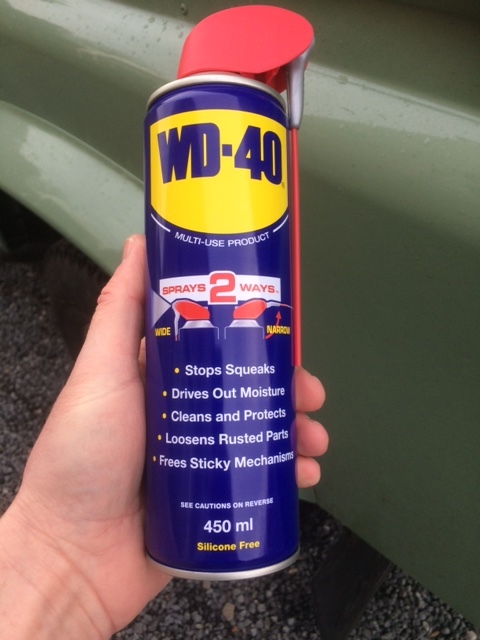 WD-40
MULTI-USE PRODUCT
SPRAYS 2 WAYS
WIDE NARROW
• Stops Squeaks
• Drives Out Moisture
• Cleans and Protects
• Loosens Rusted Parts
• Frees Sticky Mechanisms
SEE CAUTIONS ON REVERSE
450 ml
Silicone Free